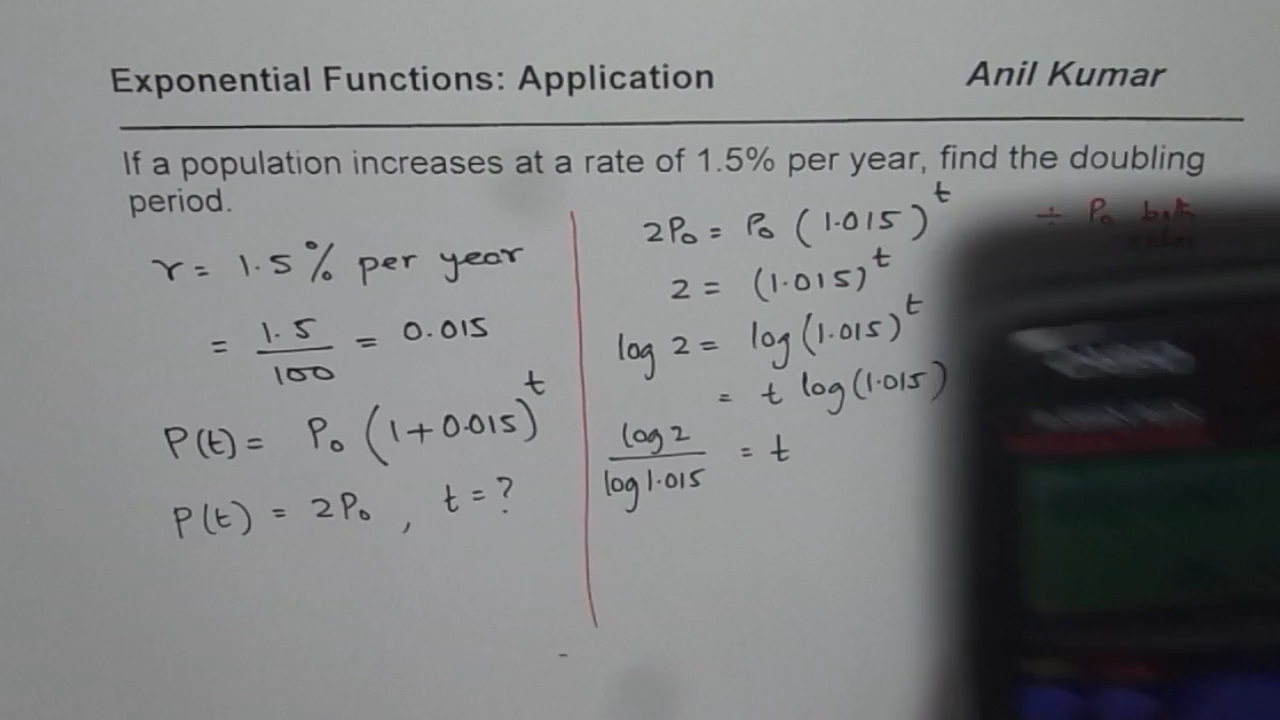 Exponential Functions: Application
Anil Kumar
If a population increases at a rate of 1.5% per year, find the doubling
period.
r = 1.5% per year
= 1.5/100 = 0.015
P(t) = P₀ (1+0.015)^t
P(t) = 2P₀ , t = ?
2P₀ = P₀ (1.015)^t
÷ P₀ both
2 = (1.015)^t
log 2 = log (1.015)^t
= t log (1.015)
log 2/log 1.015 = t